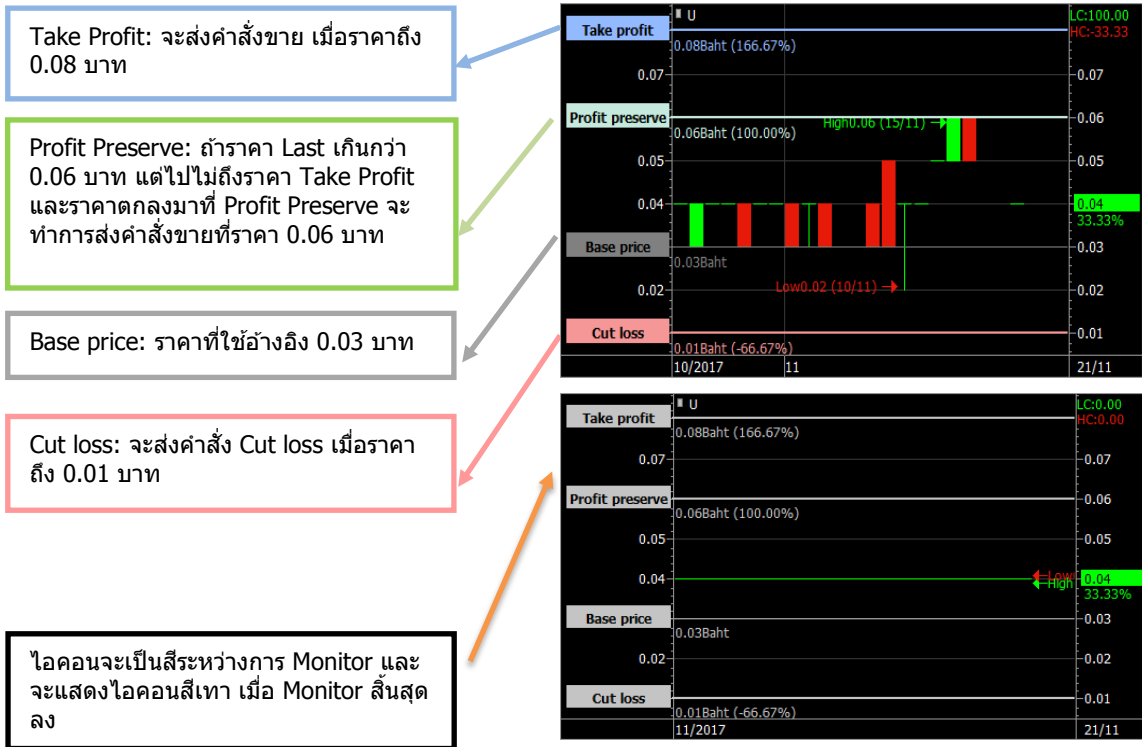 Take Profit: จะส่งคำสั่งขาย เมื่อราคาถึง
0.08 บาท
Profit Preserve: ถ้าราคา Last เกินกว่า
0.06 บาท แต่ไปไม่ถึงราคา Take Profit
และราคาตกลงมาที่ Profit Preserve จะ
ทำการส่งคำสั่งขายที่ราคา 0.06 บาท
Base price: ราคาที่ใช้อ้างอิง 0.03 บาท
Cut loss: จะส่งคำสั่ง Cut loss เมื่อราคา
ถึง 0.01 บาท
ไอคอนจะเป็นสีระหว่างการ Monitor และ
จะแสดงไอคอนสีเทา เมื่อ Monitor สิ้นสุด
ลง
U
LC:100.00
HC:-33.33
Take profit
0.08Baht (166.67%)
0.07
0.07
Profit preserve
0.06
0.06Baht (100.00%)
High0.06 (15/11)
0.05
0.05
0.04
0.04
33.33%
Base price
0.03
0.03Baht
0.02
Low0.02 (10/11)
0.02
Cut loss
0.01
0.01Baht (-66.67%)
10/2017
11
21/11
U
LC:0.00
HC:0.00
Take profit
0.08Baht (166.67%)
0.07
0.07
Profit preserve
0.06
0.06Baht (100.00%)
0.05
0.05
0.04
Low
High
0.04
33.33%
Base price
0.03
0.03Baht
0.02
0.02
Cut loss
0.01
0.01Baht (-66.67%)
11/2017
21/11